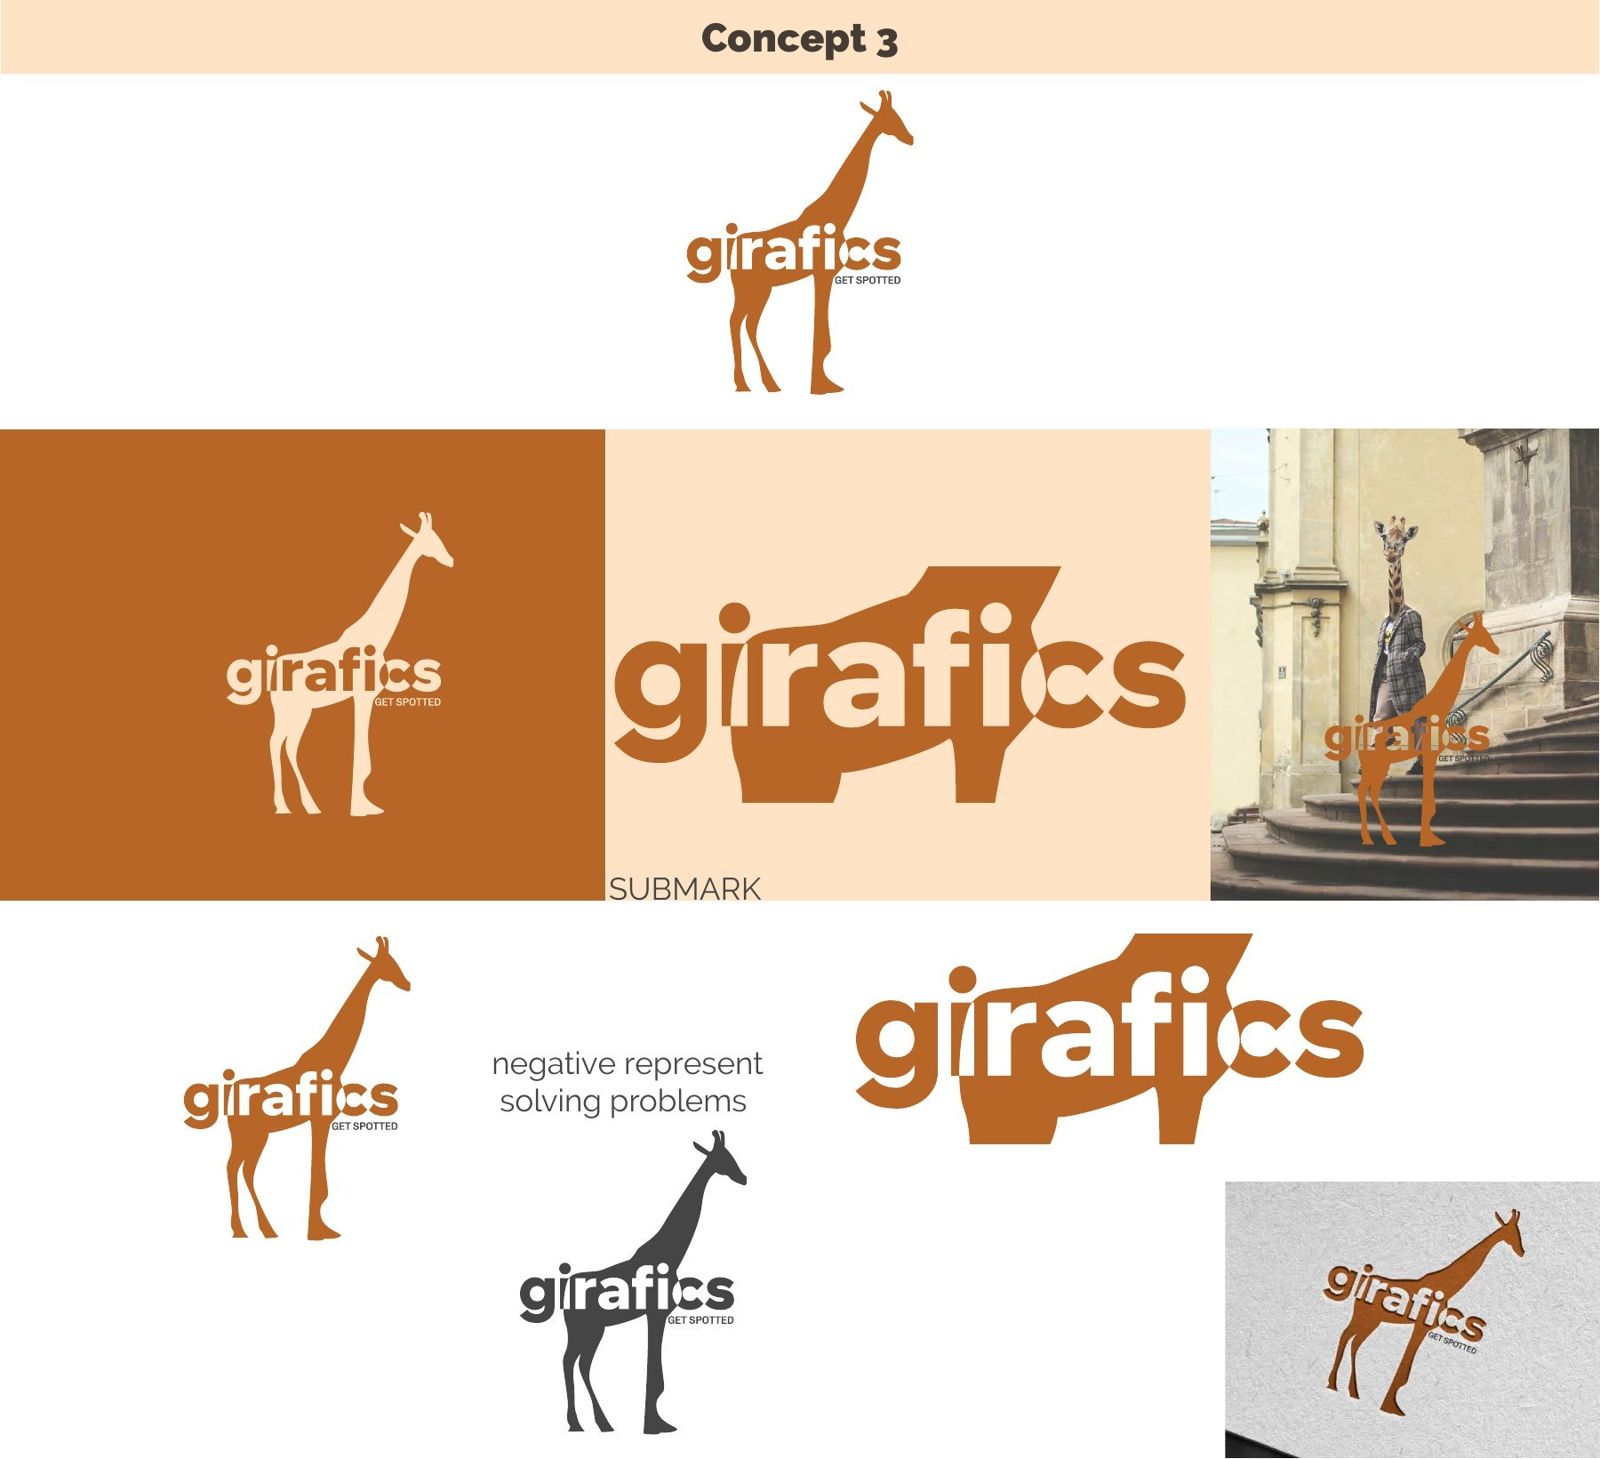 Concept 3
girafics
GET SPOTTED
girafics
GET SPOTTED
girafics
SUBMARK
girafics
GET SPOTTED
girafics
GET SPOTTED
negative represent
solving problems
girafics
GET SPOTTED
girafics
girafics
GET SPOTTED